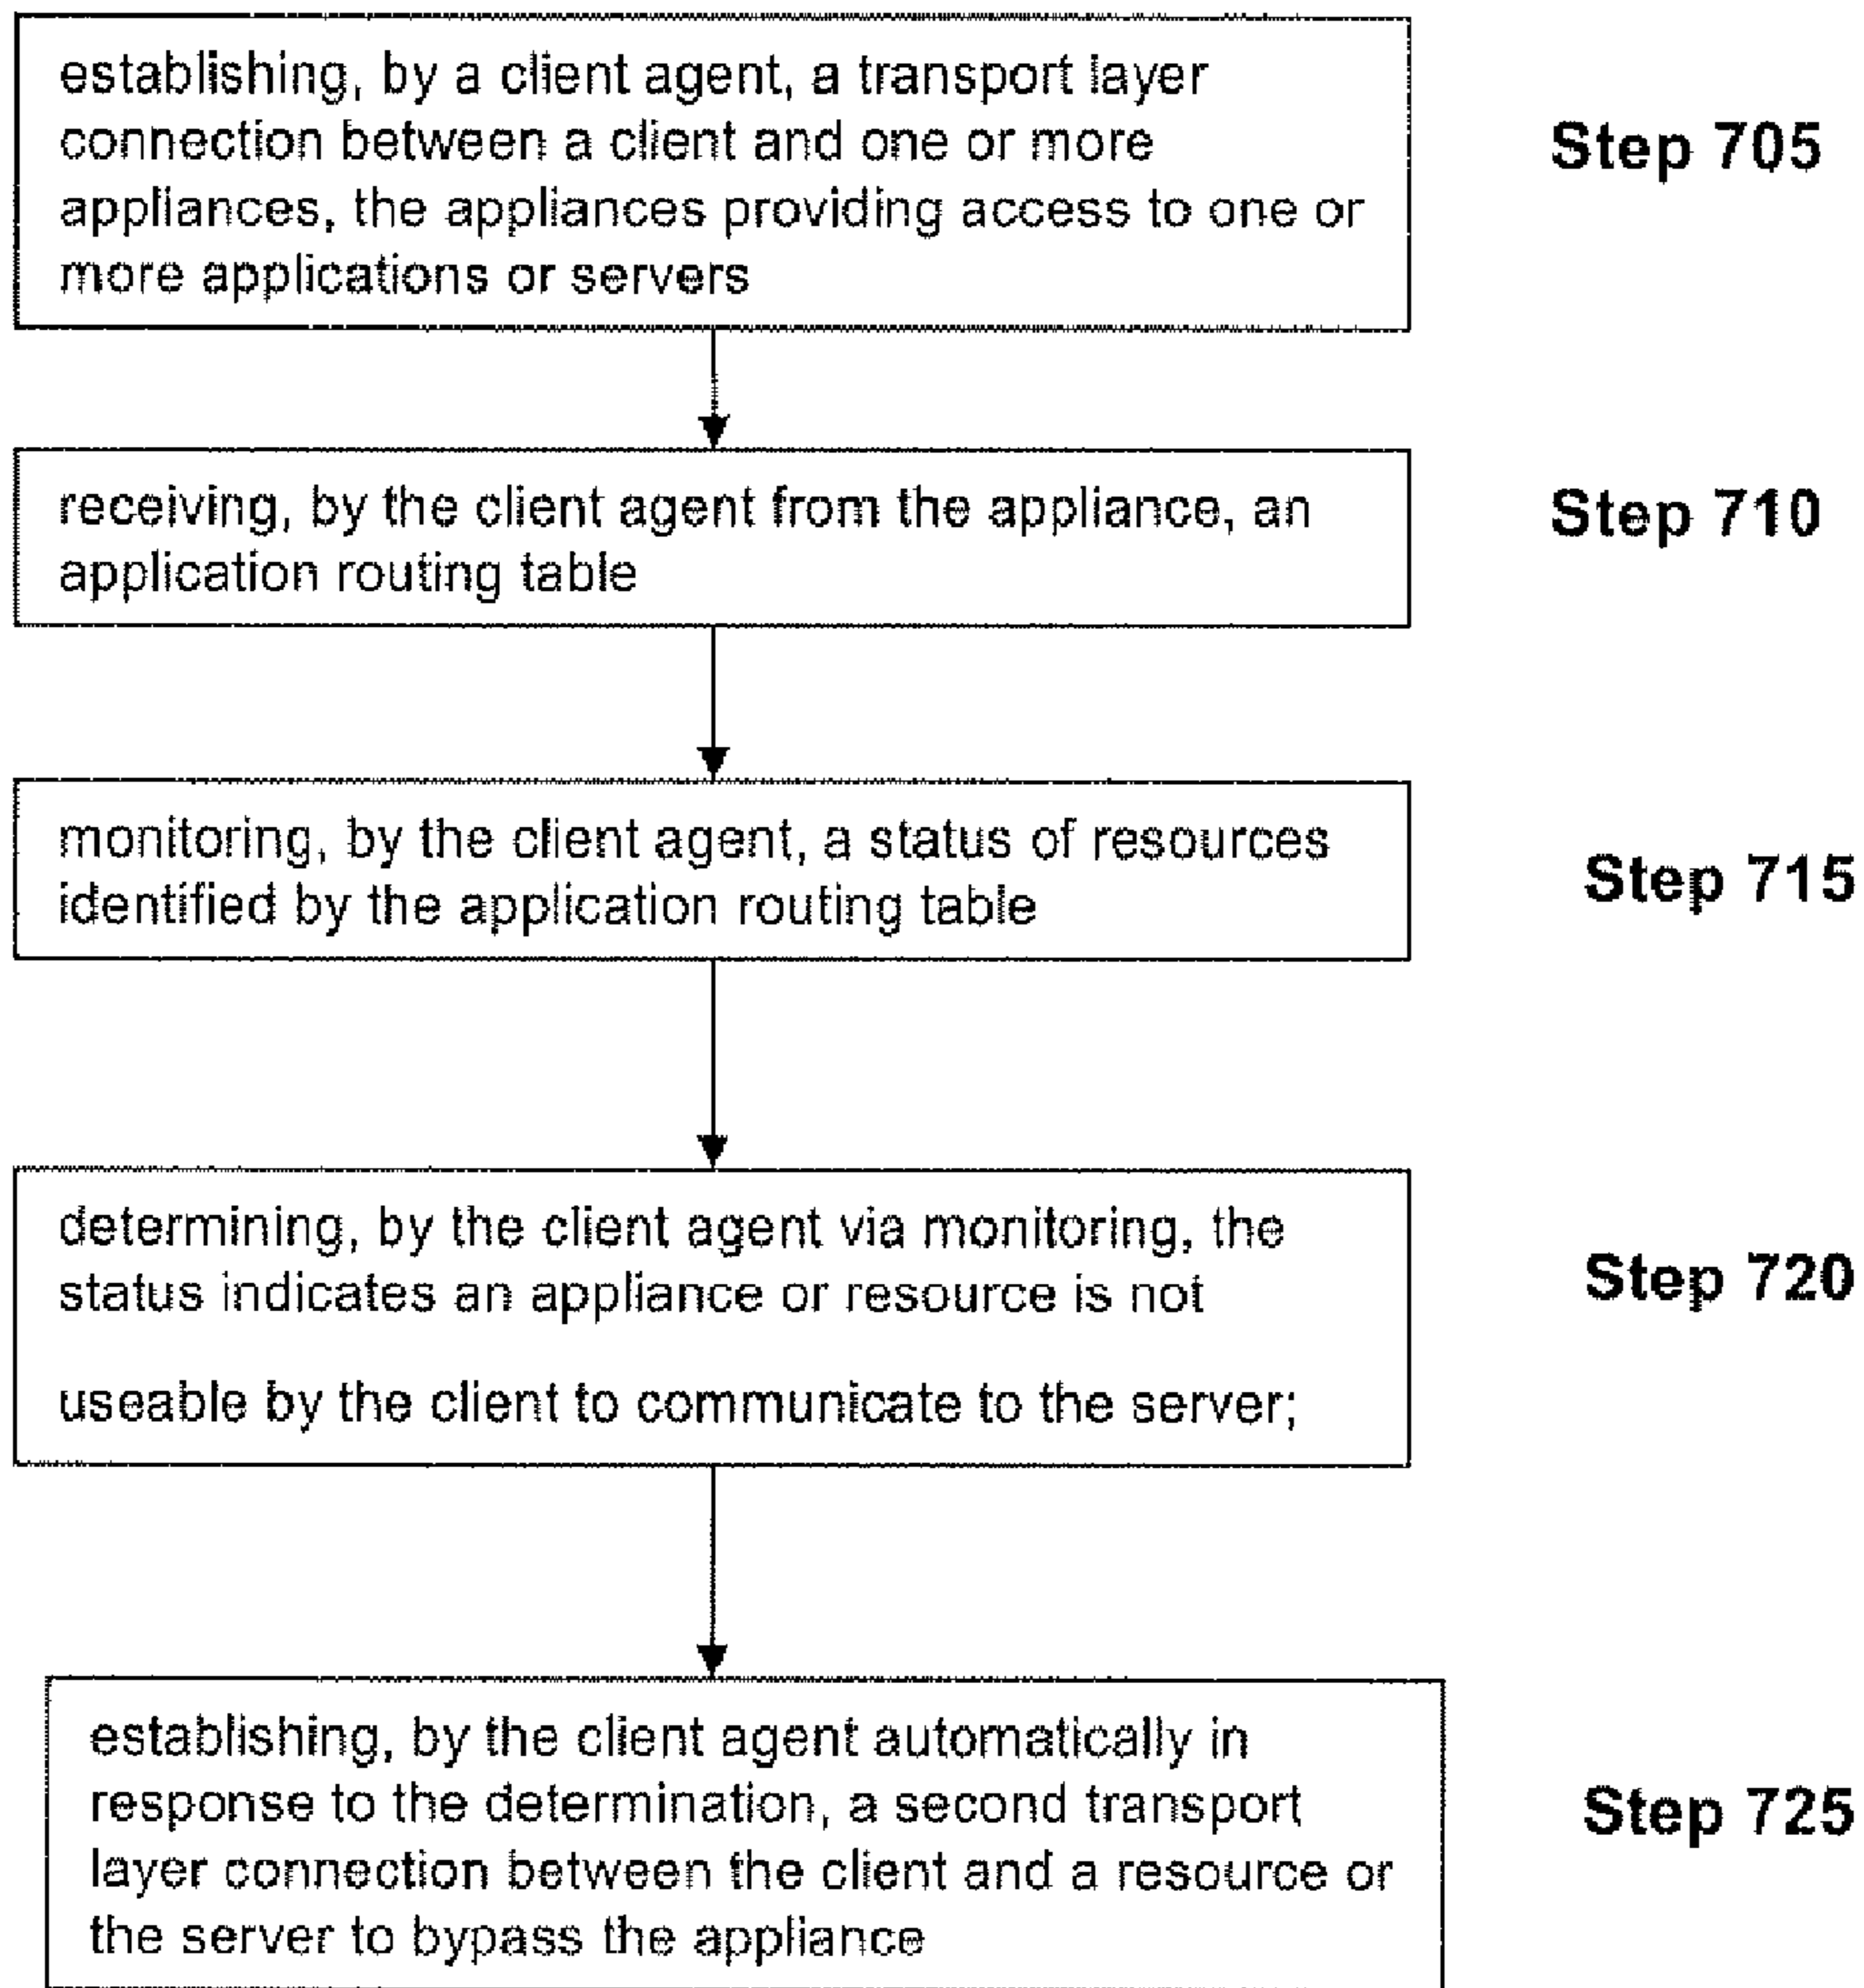 establishing, by a client agent, a transport layer
connection between a client and one or more
appliances, the appliances providing access to one or
more applications or servers
Step 705
receiving, by the client agent from the appliance, an
application routing table
Step 710
monitoring, by the client agent, a status of resources
identified by the application routing table
Step 715
determining, by the client agent via monitoring, the
status indicates an appliance or resource is not
useable by the client to communicate to the server;
Step 720
establishing, by the client agent automatically in
response to the determination, a second transport
layer connection between the client and a resource or
the server to bypass the appliance
Step 725